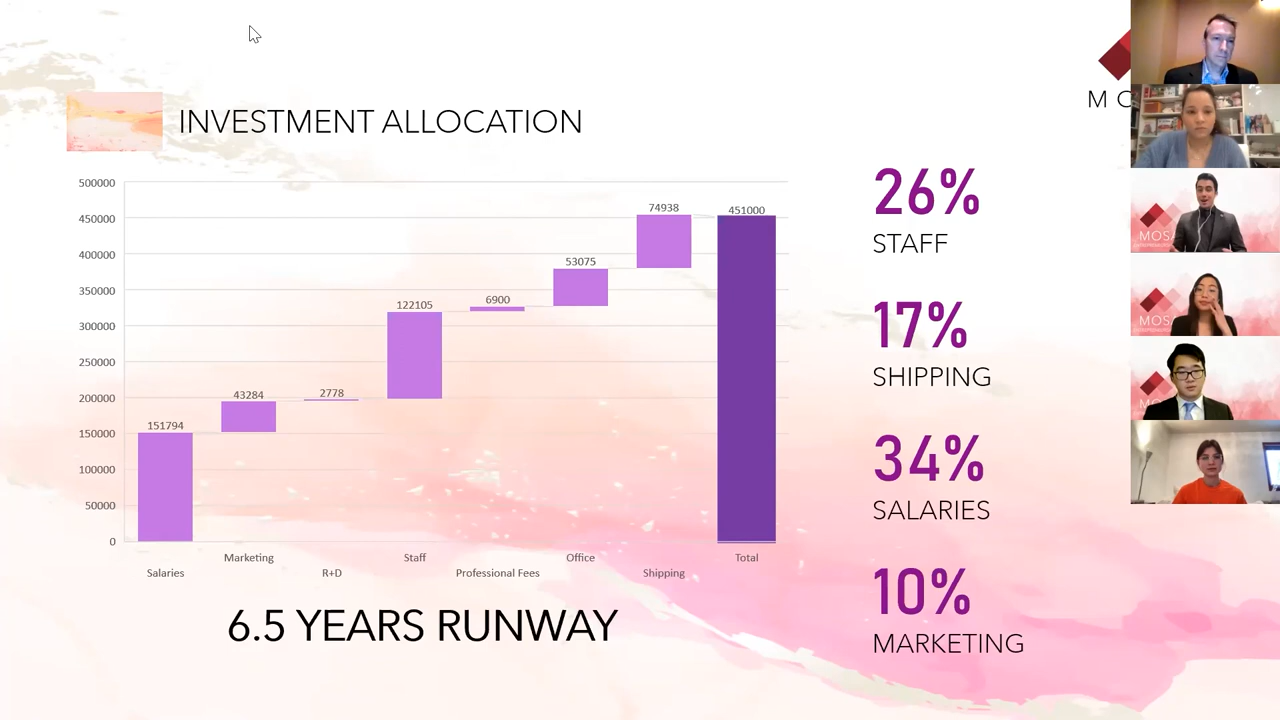 INVESTMENT ALLOCATION
500000
450000
400000
350000
300000
250000
200000
150000
100000
50000
0
151794
43284
2778
122105
6900
53075
74938
451000
Salaries
Marketing
R+D
Staff
Professional Fees
Office
Shipping
Total
6.5 YEARS RUNWAY
26%
STAFF
17%
SHIPPING
34%
SALARIES
10%
MARKETING
M O
MOS
MOS